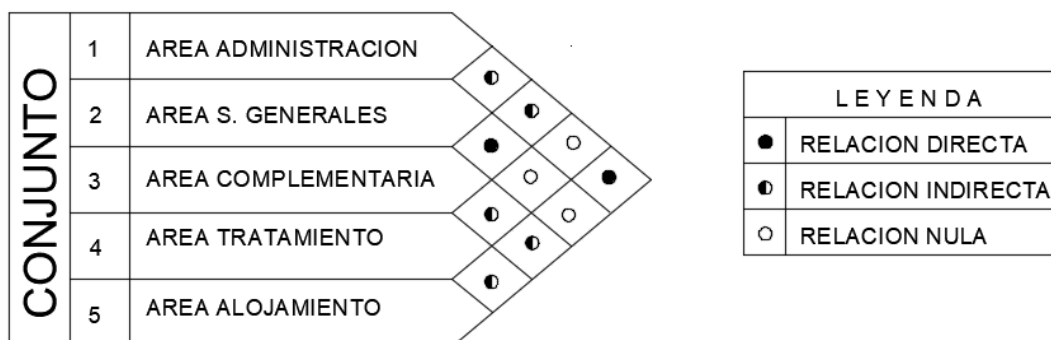 CONJUNTO
1 AREA ADMINISTRACION
2 AREA S. GENERALES
3 AREA COMPLEMENTARIA
4 AREA TRATAMIENTO
5 AREA ALOJAMIENTO
LEYENDA
RELACION DIRECTA
RELACION INDIRECTA
RELACION NULA